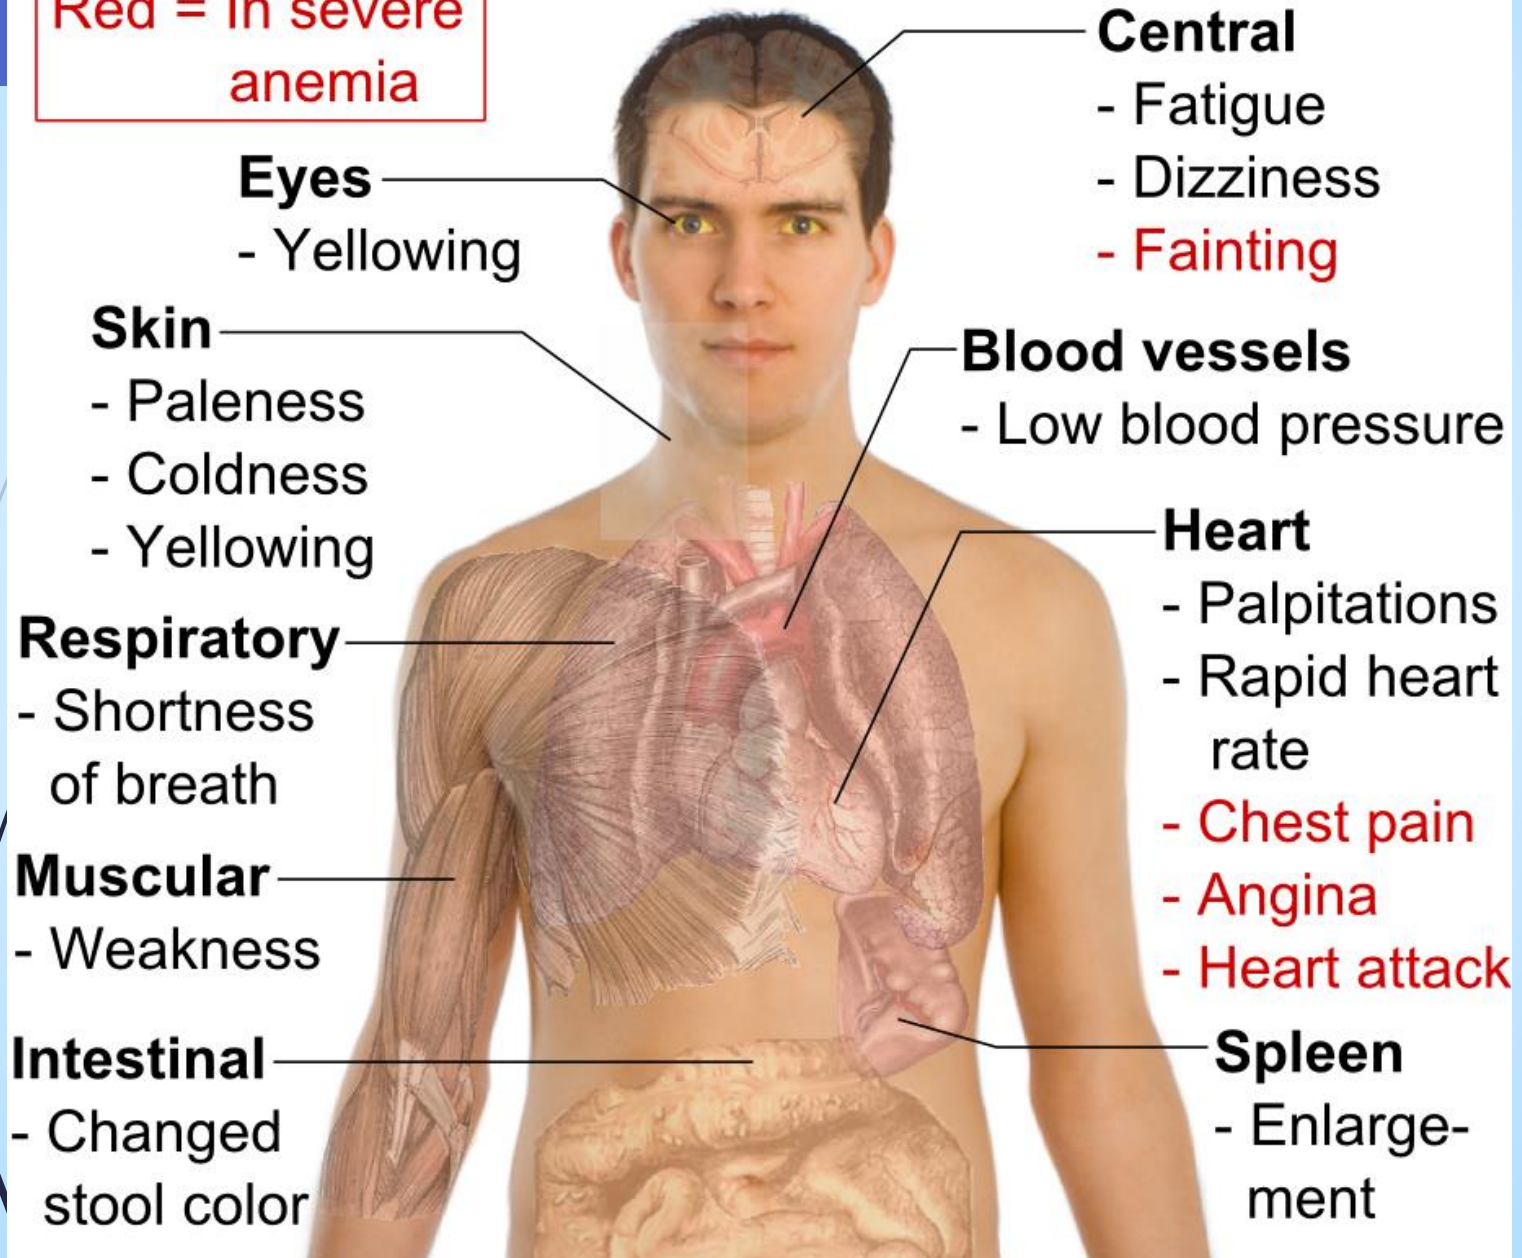 Red = In severe
anemia
Eyes
- Yellowing
Skin
- Paleness
- Coldness
- Yellowing
Respiratory
- Shortness
of breath
Muscular
- Weakness
Intestinal
- Changed
stool color
Central
- Fatigue
- Dizziness
- Fainting
Blood vessels
- Low blood pressure
Heart
- Palpitations
- Rapid heart
rate
- Chest pain
- Angina
- Heart attack
Spleen
- Enlarge-
ment